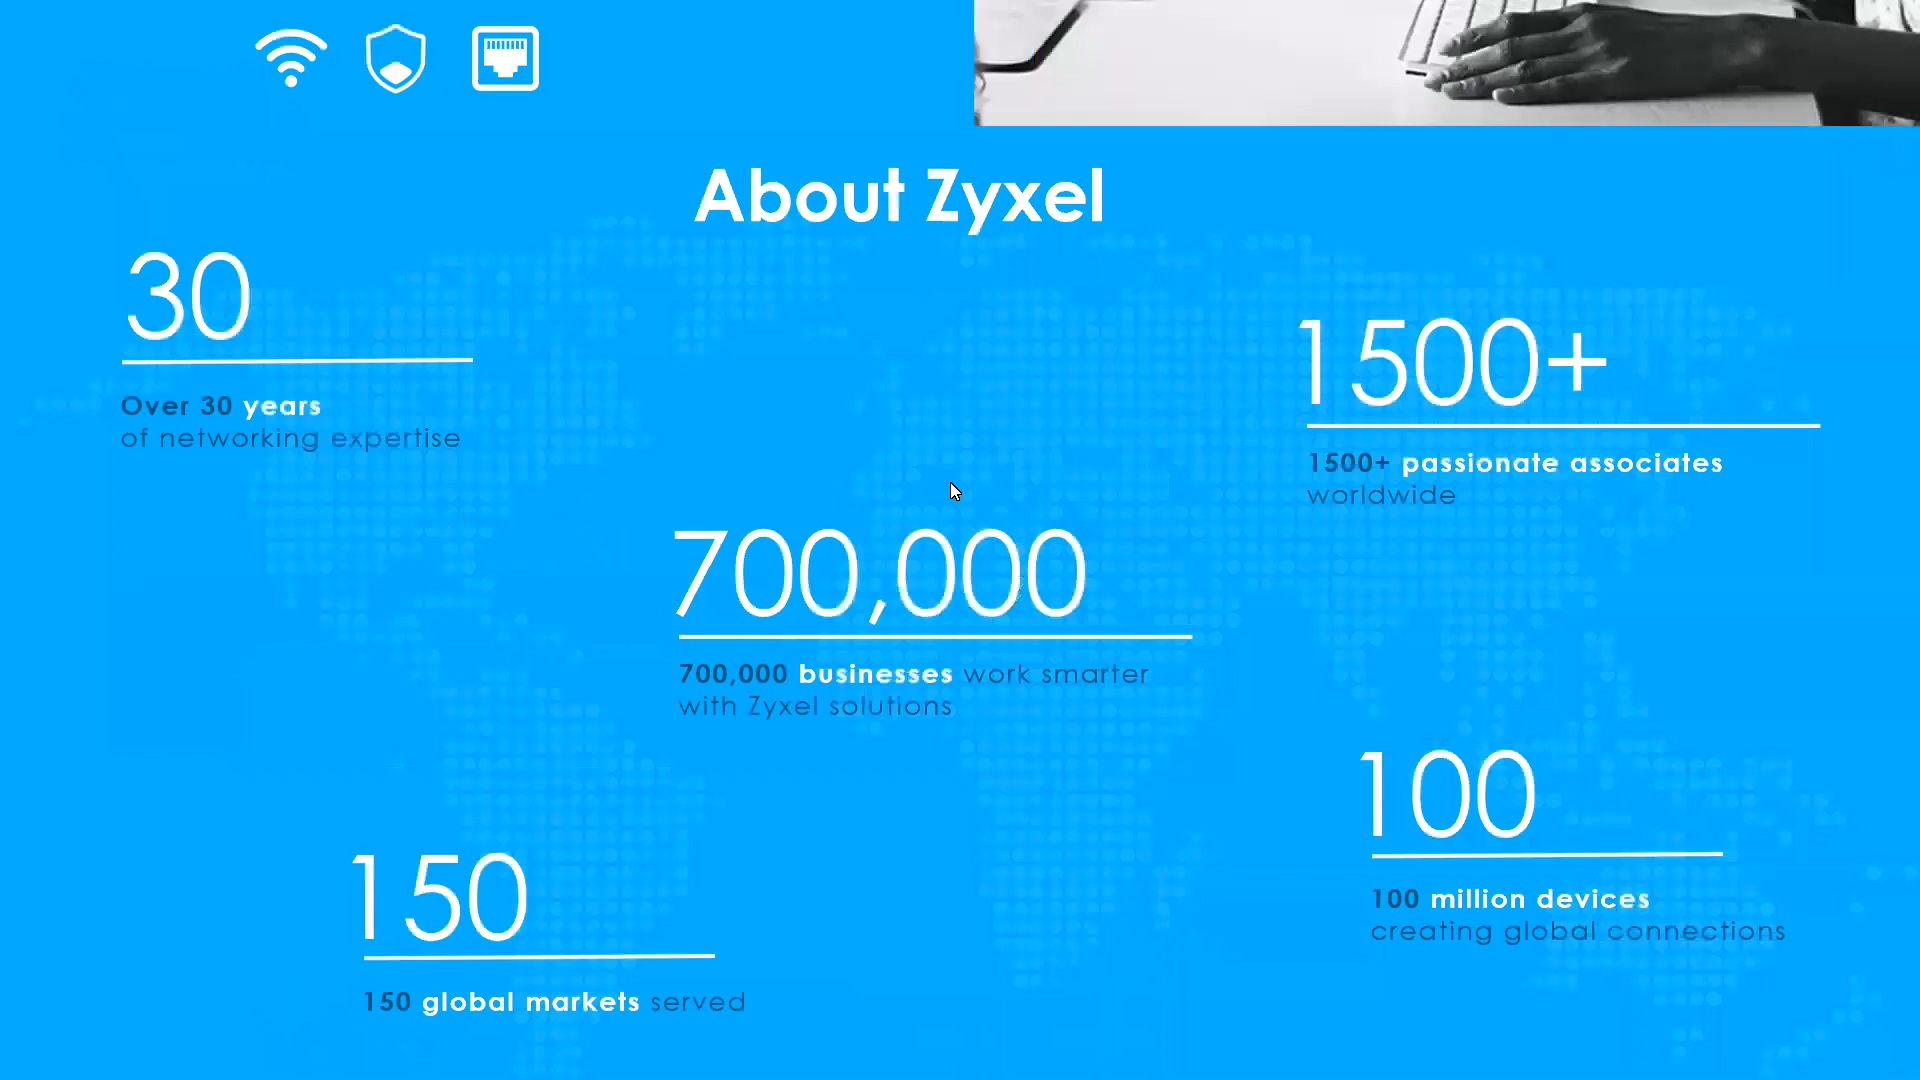 About Zyxel
30
Over 30 years
of networking expertise
1500+
1500+ passionate associates
worldwide
700,000
700,000 businesses work smarter
with Zyxel solutions
100
100 million devices
creating global connections
150
150 global markets served